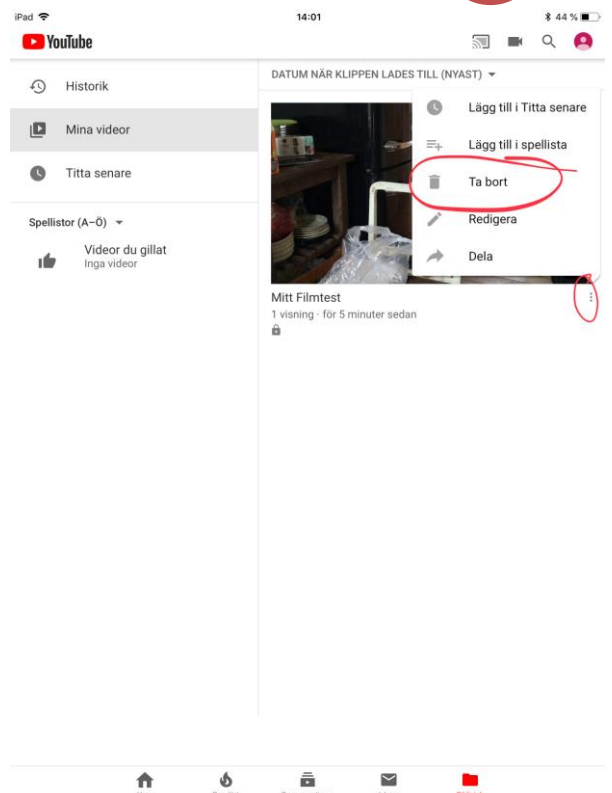 iPad 14:01 44 %
YouTube
Historik
Mina videor
Titta senare
Spellistor (A–Ö)
Videor du gillat
Inga videor
DATUM NÄR KLIPPEN LADES TILL (NYAST)
Lägg till i Titta senare
Lägg till i spellista
Ta bort
Redigera
Dela
Mitt Filmtest
1 visning · för 5 minuter sedan